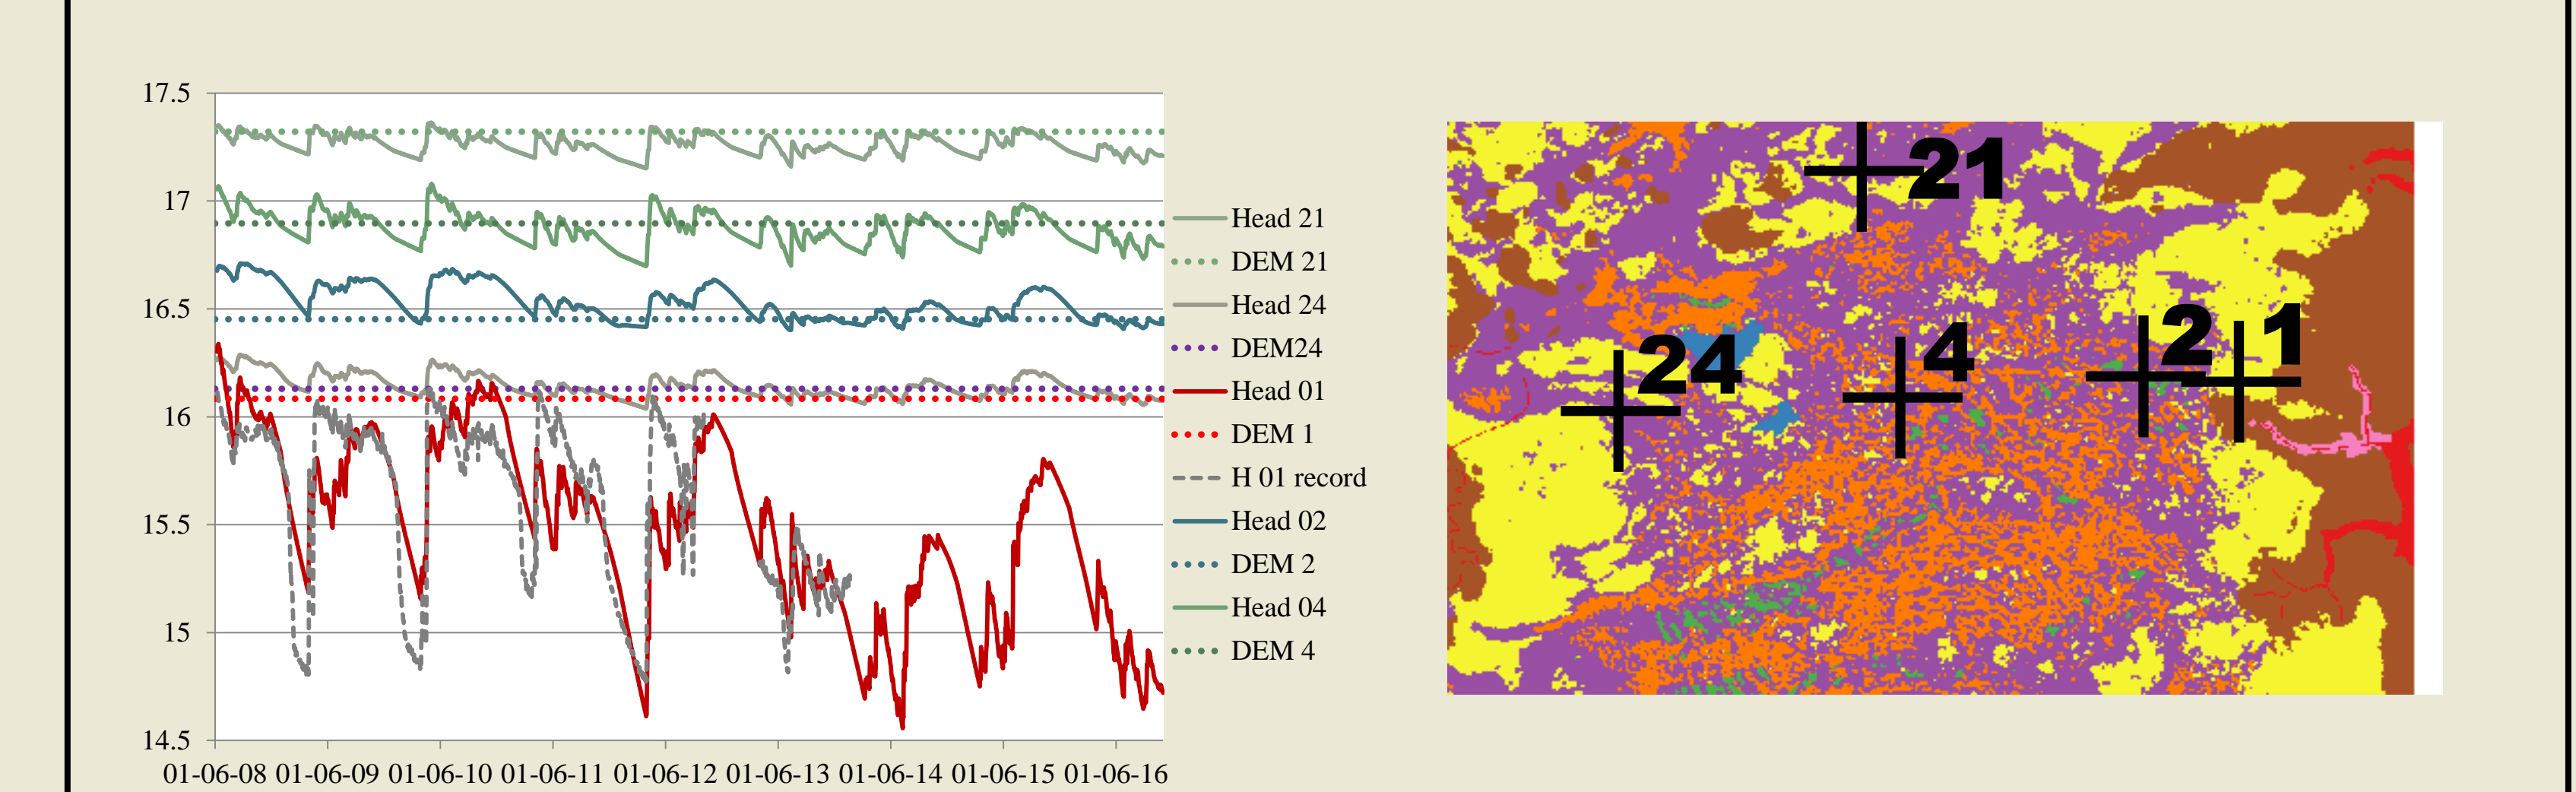 17.5
17
16.5
16
15.5
15
14.5
01-06-08 01-06-09 01-06-10 01-06-11 01-06-12 01-06-13 01-06-14 01-06-15 01-06-16
Head 21
DEM 21
Head 24
DEM24
Head 01
DEM 1
H 01 record
Head 02
DEM 2
Head 04
DEM 4
21
24
4
2
1